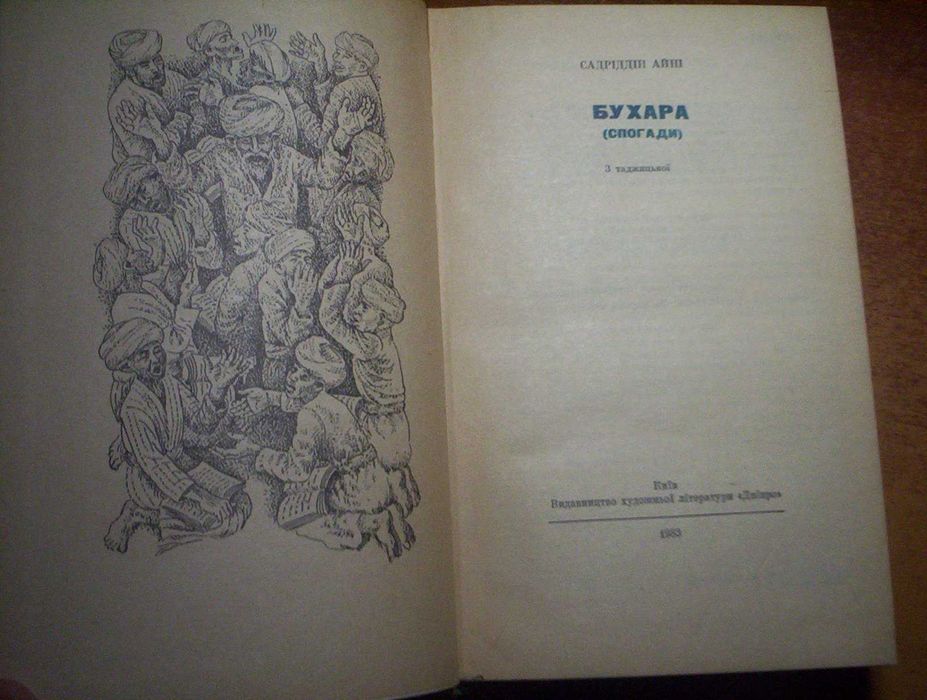 САДРІДДІН АЙНІ
БУХАРА
(СПОГАДИ)
З таджицької
Київ
Видавництво художньої літератури «Дніпро»
1983